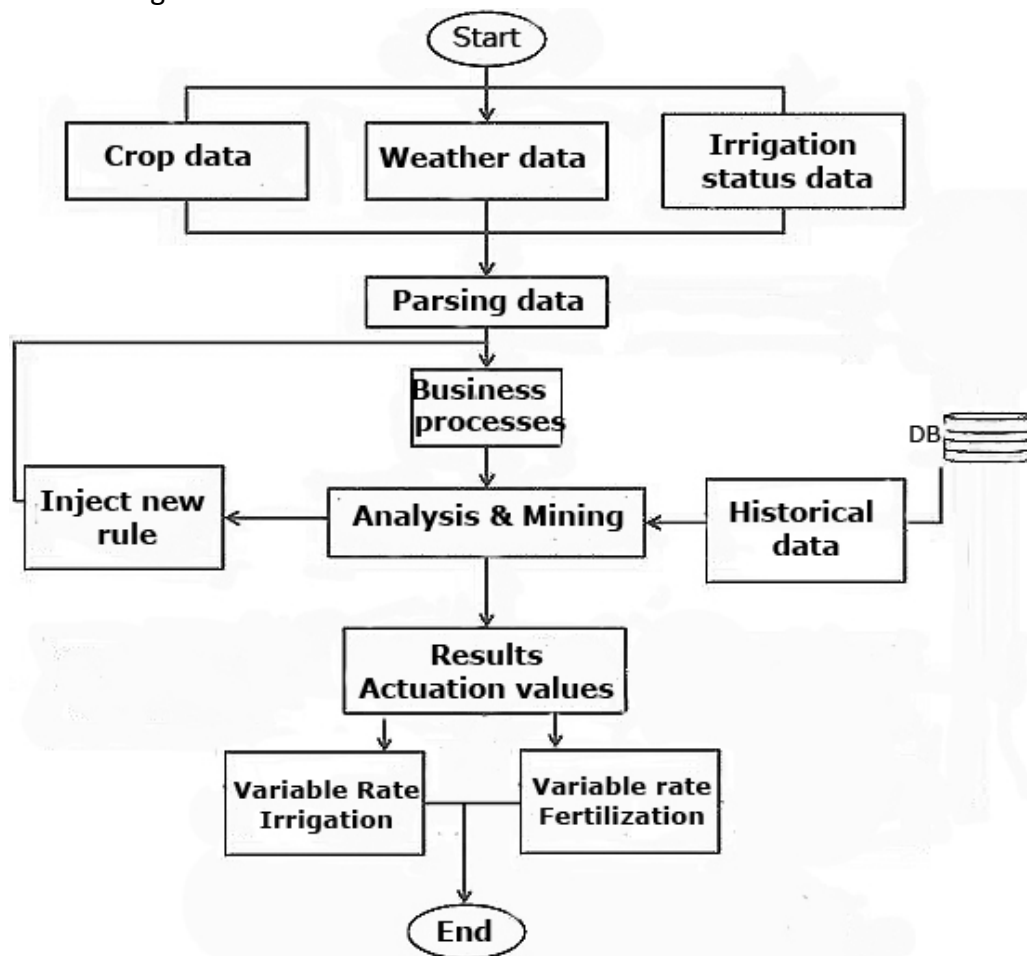 Start
Crop data
Weather data
Irrigation
status data
Parsing data
Business
processes
DB
Inject new
rule
Analysis & Mining
Historical
data
Results
Actuation values
Variable Rate
Irrigation
Variable rate
Fertilization
End